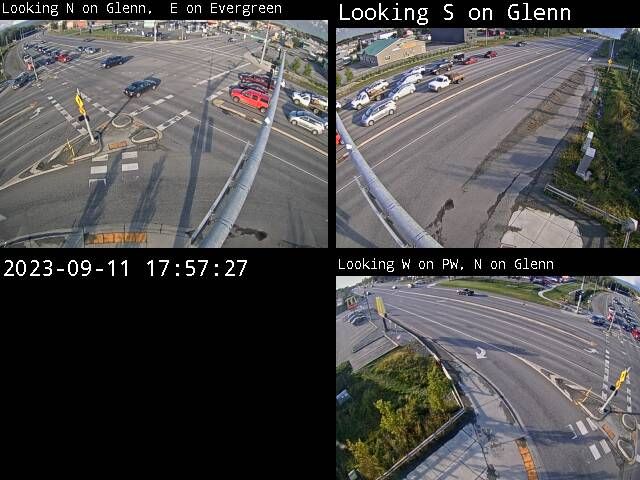 Looking N on Glenn,  E on Evergreen
Looking S on Glenn
2023-09-11 17:57:27
Looking W on PW, N on Glenn